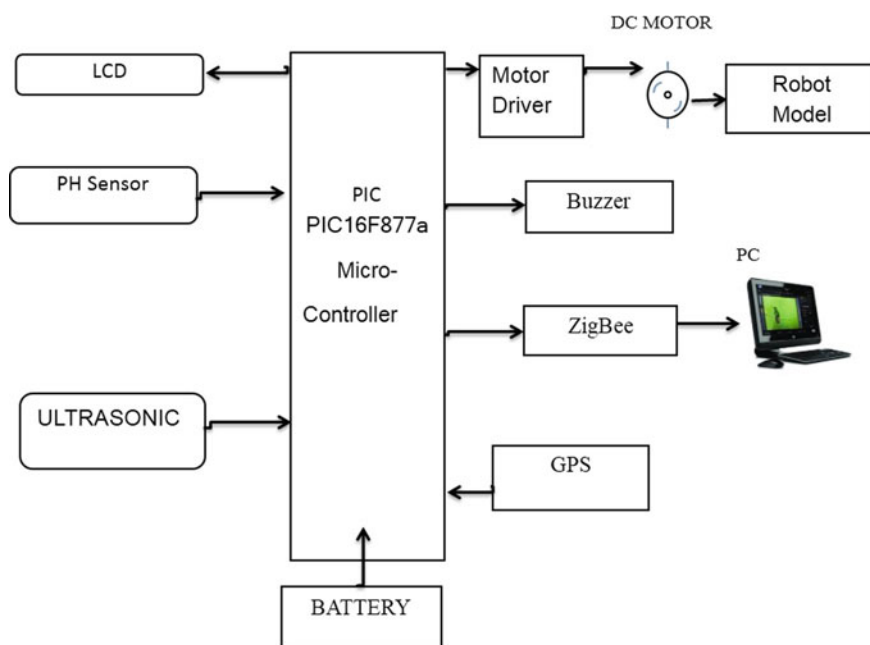 DC MOTOR
LCD
Motor
Driver
Robot
Model
PH Sensor
PIC
PIC16F877a
Micro-
Controller
Buzzer
PC
ZigBee
ULTRASONIC
GPS
BATTERY